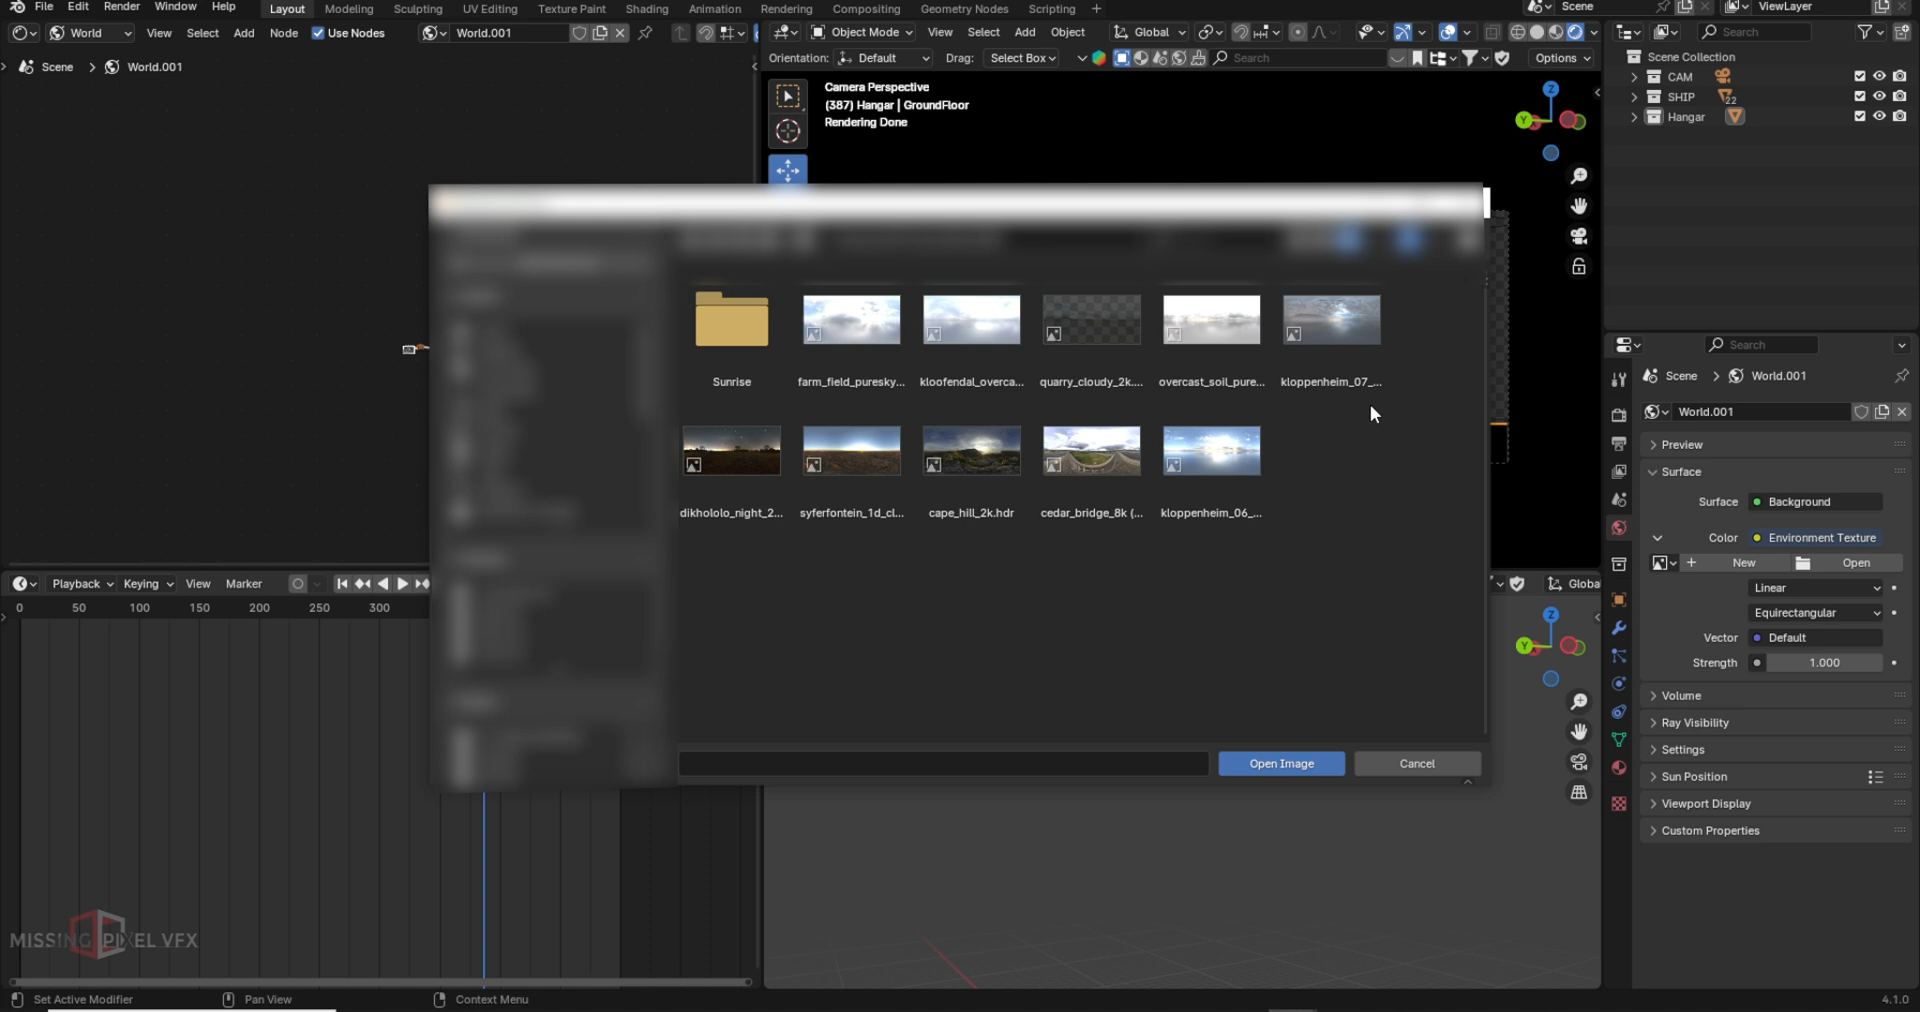 File Edit Render Window Help
Layout Modeling Sculpting UV Editing Texture Paint Shading Animation Rendering Compositing Geometry Nodes Scripting +
Scene
ViewLayer
World
View Select Add Node Use Nodes
World.001
Object Mode View Select Add Object
Global
Search
Orientation: Default Drag: Select Box
Search
Options
Scene > World.001
Camera Perspective
(387) Hangar | GroundFloor
Rendering Done
Z
Y
Scene Collection
CAM
SHIP
22
Hangar
Sunrise
farm_field_puresky...
kloofendal_overca...
quarry_cloudy_2k....
overcast_soil_pure...
kloppenheim_07_...
dikhololo_night_2...
syferfontein_1d_cl...
cape_hill_2k.hdr
cedar_bridge_8k (...
kloppenheim_06_...
Open Image
Cancel
Search
Scene > World.001
World.001
Preview
Surface
Surface Background
Color Environment Texture
New
Open
Linear
Equirectangular
Vector Default
Strength 1.000
Volume
Ray Visibility
Settings
Sun Position
Viewport Display
Custom Properties
Playback Keying View Marker
0 50 100 150 200 250 300
Global
Z
Y
MISSING PIXEL VFX
Set Active Modifier
Pan View
Context Menu
4.1.0